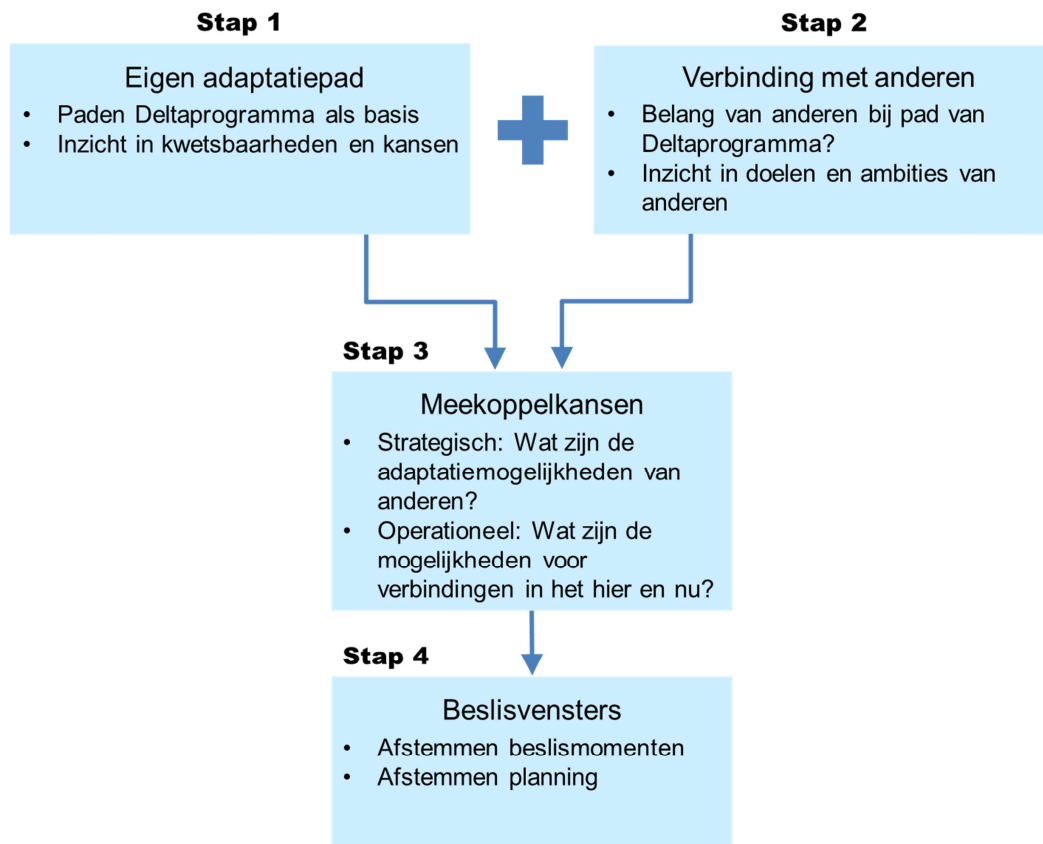 Stap 1
Eigen adaptatiepad
• Paden Deltaprogramma als basis
• Inzicht in kwetsbaarheden en kansen
Stap 2
Verbinding met anderen
• Belang van anderen bij pad van
Deltaprogramma?
• Inzicht in doelen en ambities van
anderen
Stap 3
Meekoppelkansen
• Strategisch: Wat zijn de
adaptatiemogelijkheden van
anderen?
• Operationeel: Wat zijn de
mogelijkheden voor
verbindingen in het hier en nu?
Stap 4
Beslisvensters
• Afstemmen beslismomenten
• Afstemmen planning